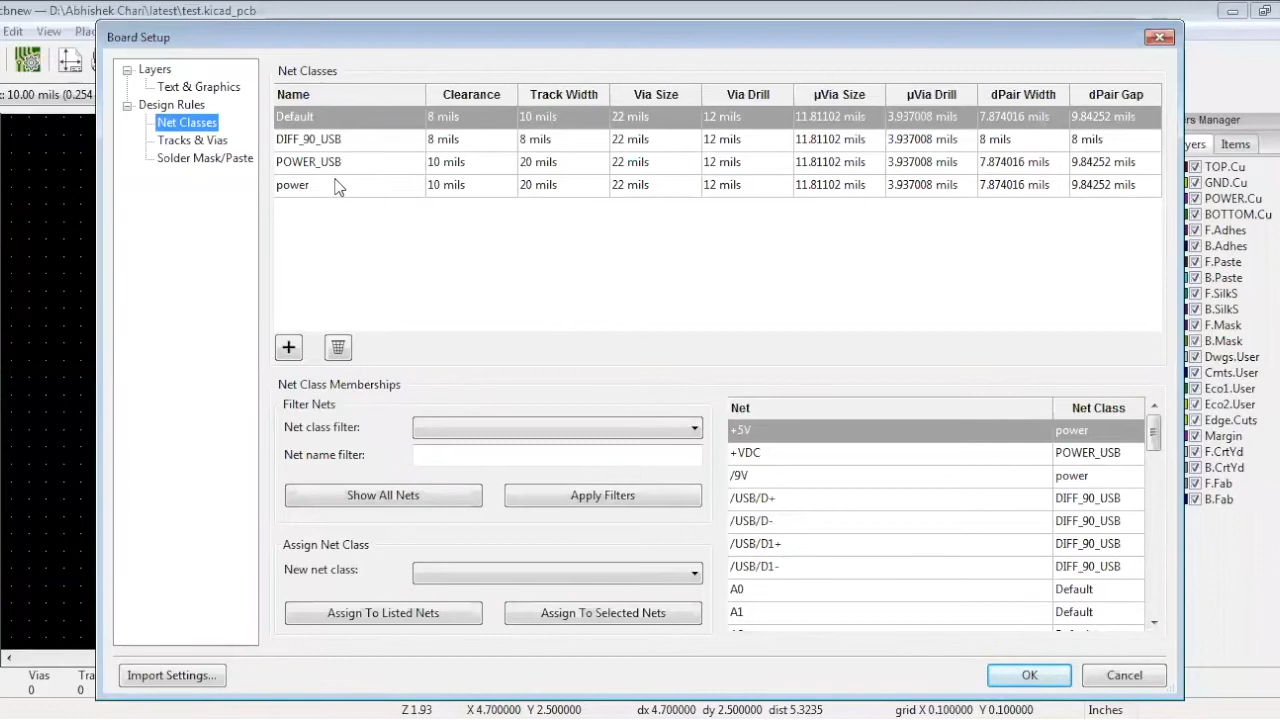 cbnew — D:\Abhishek Chari\latest\test.kicad_pcb
Edit View Plac
x: 10.00 mils (0.254
Board Setup
Layers
Text & Graphics
Design Rules
Net Classes
Tracks & Vias
Solder Mask/Paste
Net Classes
Name Clearance Track Width Via Size Via Drill µVia Size µVia Drill dPair Width dPair Gap
Default 8 mils 10 mils 22 mils 12 mils 11.81102 mils 3.937008 mils 7.874016 mils 9.84252 mils
DIFF_90_USB 8 mils 8 mils 22 mils 12 mils 11.81102 mils 3.937008 mils 8 mils 8 mils
POWER_USB 10 mils 20 mils 22 mils 12 mils 11.81102 mils 3.937008 mils 7.874016 mils 9.84252 mils
power 10 mils 20 mils 22 mils 12 mils 11.81102 mils 3.937008 mils 7.874016 mils 9.84252 mils
Net Class Memberships
Filter Nets
Net class filter:
Net name filter:
Show All Nets Apply Filters
Assign Net Class
New net class:
Assign To Listed Nets Assign To Selected Nets
Net Net Class
+5V power
+VDC POWER_USB
/9V power
/USB/D+ DIFF_90_USB
/USB/D- DIFF_90_USB
/USB/D1+ DIFF_90_USB
/USB/D1- DIFF_90_USB
A0 Default
A1 Default
Import Settings... OK Cancel
rs Manager
yers Items
TOP.Cu
GND.Cu
POWER.Cu
BOTTOM.Cu
F.Adhes
B.Adhes
F.Paste
B.Paste
F.SilkS
B.SilkS
F.Mask
B.Mask
Dwgs.User
Cmts.User
Eco1.User
Eco2.User
Edge.Cuts
Margin
F.CrtYd
B.CrtYd
F.Fab
B.Fab
Vias Tra
0 0
Z 1.93 X 4.700000 Y 2.500000 dx 4.700000 dy 2.500000 dist 5.3235 grid X 0.100000 Y 0.100000 Inches